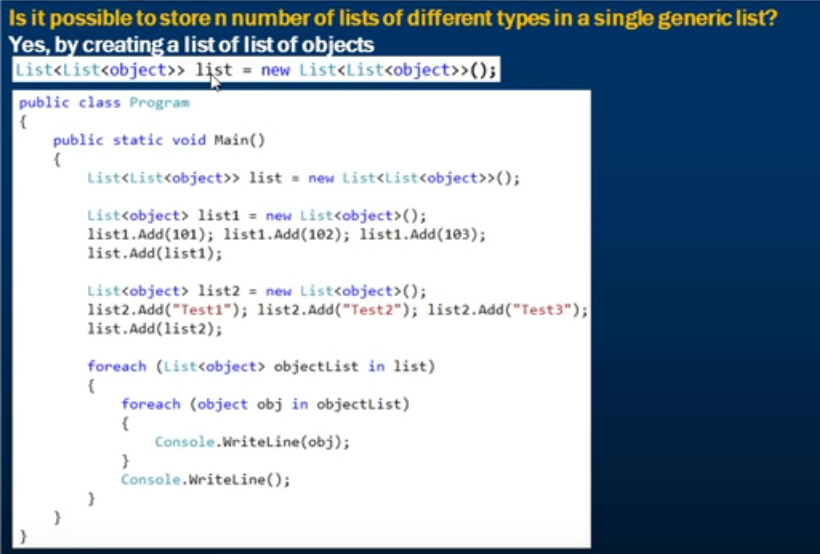 Is it possible to store n number of lists of different types in a single generic list?
Yes, by creating a list of list of objects
List<List<object>> list = new List<List<object>>();
public class Program
{
    public static void Main()
    {
        List<List<object>> list = new List<List<object>>();
        List<object> list1 = new List<object>();
        list1.Add(101); list1.Add(102); list1.Add(103);
        list.Add(list1);
        List<object> list2 = new List<object>();
        list2.Add("Test1"); list2.Add("Test2"); list2.Add("Test3");
        list.Add(list2);
        foreach (List<object> objectList in list)
        {
            foreach (object obj in objectList)
            {
                Console.WriteLine(obj);
            }
            Console.WriteLine();
        }
    }
}